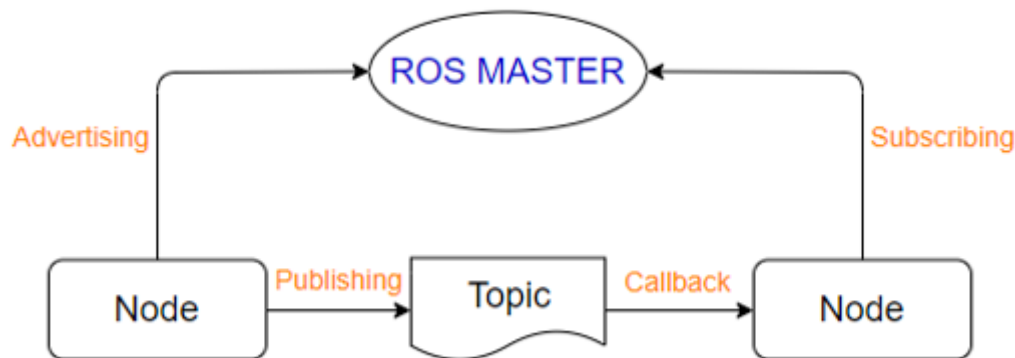 ROS MASTER
Advertising
Subscribing
Publishing
Callback
Node
Topic
Node